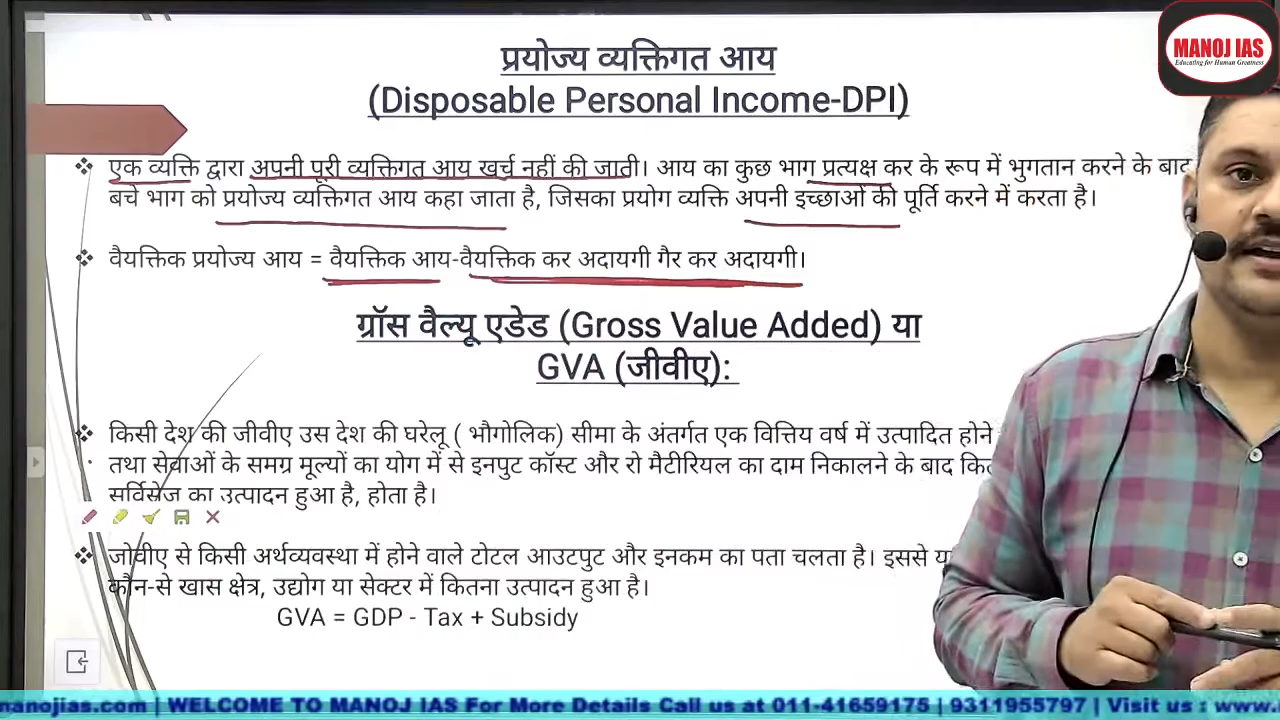 MANOJ IAS
Educating for Human Greatness
प्रयोज्य व्यक्तिगत आय
(Disposable Personal Income-DPI)
एक व्यक्ति द्वारा अपनी पूरी व्यक्तिगत आय खर्च नहीं की जाती। आय का कुछ भाग प्रत्यक्ष कर के रूप में भुगतान करने के बाद
बचे भाग को प्रयोज्य व्यक्तिगत आय कहा जाता है, जिसका प्रयोग व्यक्ति अपनी इच्छाओं की पूर्ति करने में करता है।
वैयक्तिक प्रयोज्य आय = वैयक्तिक आय-वैयक्तिक कर अदायगी गैर कर अदायगी।
ग्रॉस वैल्यू एडेड (Gross Value Added) या
GVA (जीवीए):
किसी देश की जीवीए उस देश की घरेलू ( भौगोलिक) सीमा के अंतर्गत एक वित्तिय वर्ष में उत्पादित होने
तथा सेवाओं के समग्र मूल्यों का योग में से इनपुट कॉस्ट और रो मैटीरियल का दाम निकालने के बाद
सर्विसेज का उत्पादन हुआ है, होता है।
जीवीए से किसी अर्थव्यवस्था में होने वाले टोटल आउटपुट और इनकम का पता चलता है। इससे
कौन-से खास क्षेत्र, उद्योग या सेक्टर में कितना उत्पादन हुआ है।
GVA = GDP - Tax + Subsidy
manojias.com | WELCOME TO MANOJ IAS For More Details Call us at 011-41659175 | 9311955797 | Visit us :